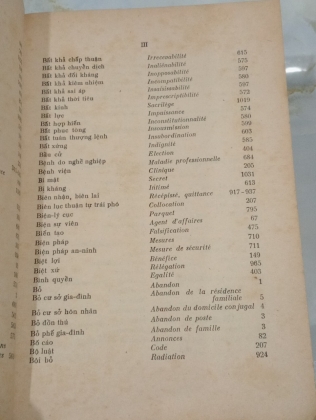 III
Bất khả chấp thuận Irrecevabilité 615
Bất khả chuyển dịch Indisponibilité 575
Bất khả đối kháng Inopposabilité 597
Bất khả kiêm nhiệm Incompatibilité 580
Bất khả sai áp Insaisissabilité 597
Bất khả thời tiêu Imprescriptibilité 572
Bất kính Sacrilège 1019
Bất lực Impuissance 574
Bất hợp hiến Inconstitutionnalité
Bất phục tòng Insoumission
Bất tuân thượng lệnh Insubordination 603
Bất xứng Indignité 585
Bầu cử Election 404
Bệnh do nghề nghiệp Maladie professionnelle 684
Bệnh viện Clinique 205
Bí mật Secret 1031
Bị kháng Intimé 613
Biên nhận, biên lai Récépissé, quittance 917-937
Biên lục thuận tự trái phó Collocation 207
Biện-lý cục Parquet 795
Biện sự viên Agent d'affaires 67
Biến tạo Falsification 475
Biện pháp Mesures 710
Biện pháp an-ninh Mesure de sécurité 711
Biệt lợi Bénéfice 149
Biệt xứ Rélégation 965
Bình quyền Egalité 403
Bỏ Abandon 1
Bỏ cơ sở gia-đình Abandon de la résidence
familiale 5
Bỏ cơ sở hôn nhân Abandon du domicile conjugal 4
Bỏ đồn thú Abandon de poste 3
Bỏ phế gia-đình Abandon de famille 3
Bố cáo Annonces 82
Bộ luật Code 207
Bôi bỏ Radiation 924